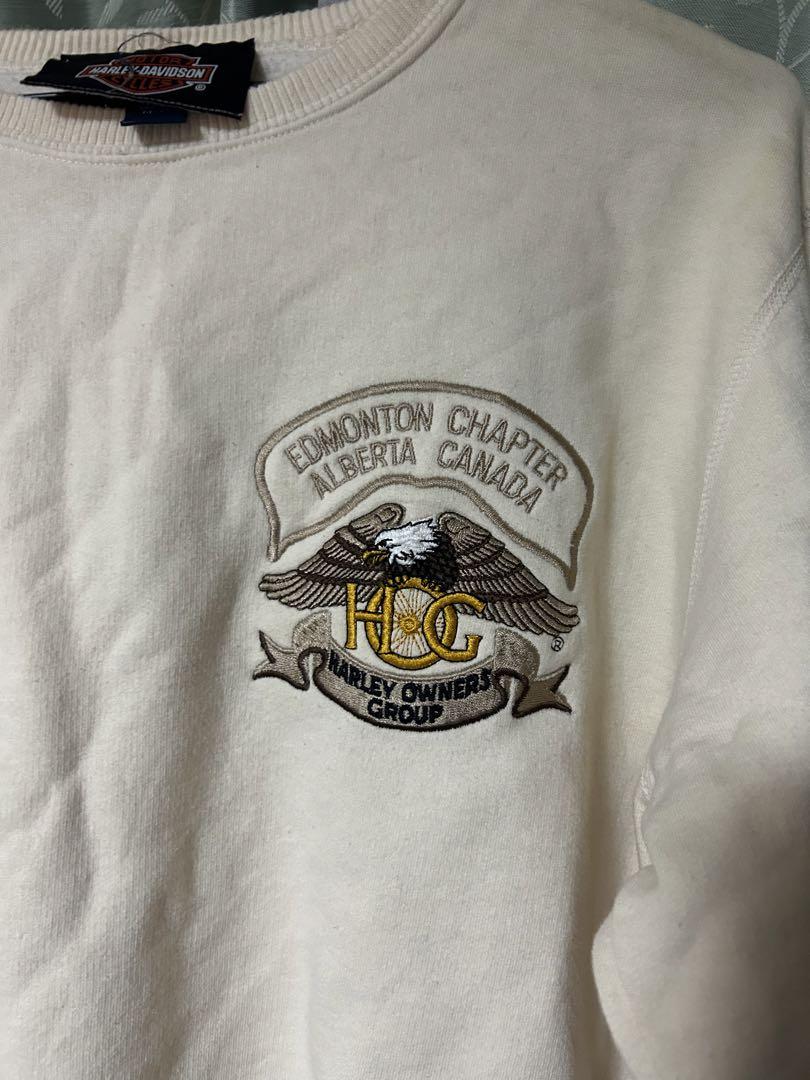 HARLEY-DAVIDSON
®
EDMONTON CHAPTER
ALBERTA CANADA
HOG
®
HARLEY OWNERS
GROUP